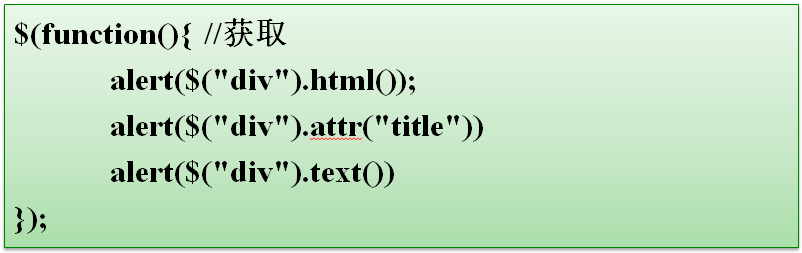 $(function(){ //获取
alert($("div").html());
alert($("div").attr("title"))
alert($("div").text())
});